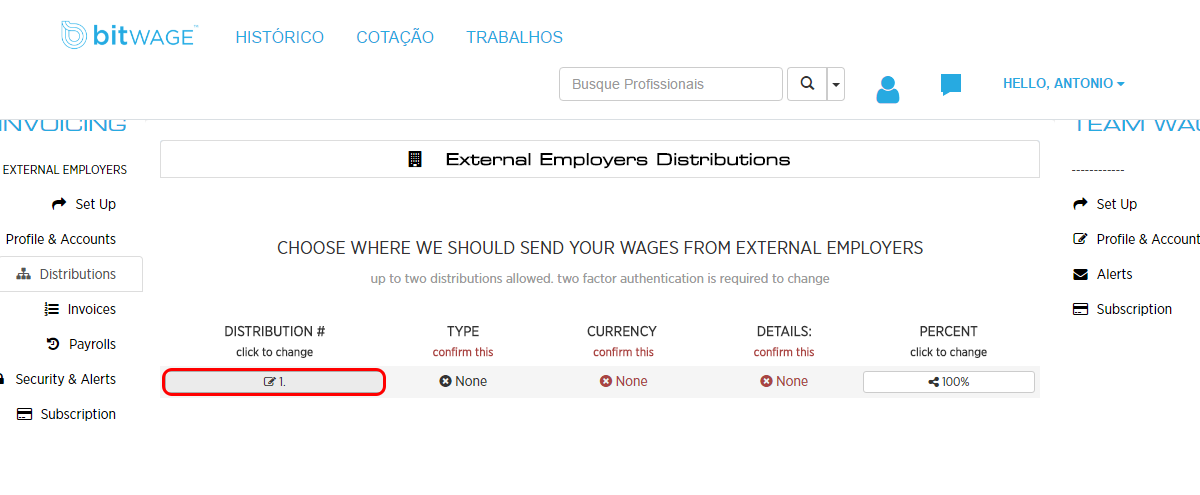 bitWAGE™
HISTÓRICO COTAÇÃO TRABALHOS
Busque Profissionais
HELLO, ANTONIO
INVOICING
EXTERNAL EMPLOYERS
Set Up
Profile & Accounts
Distributions
Invoices
Payrolls
Security & Alerts
Subscription
External Employers Distributions
CHOOSE WHERE WE SHOULD SEND YOUR WAGES FROM EXTERNAL EMPLOYERS
up to two distributions allowed. two factor authentication is required to change
DISTRIBUTION # TYPE CURRENCY DETAILS: PERCENT
click to change confirm this confirm this confirm this click to change
1. None None None 100%
TEAM WAG
------------
Set Up
Profile & Account
Alerts
Subscription